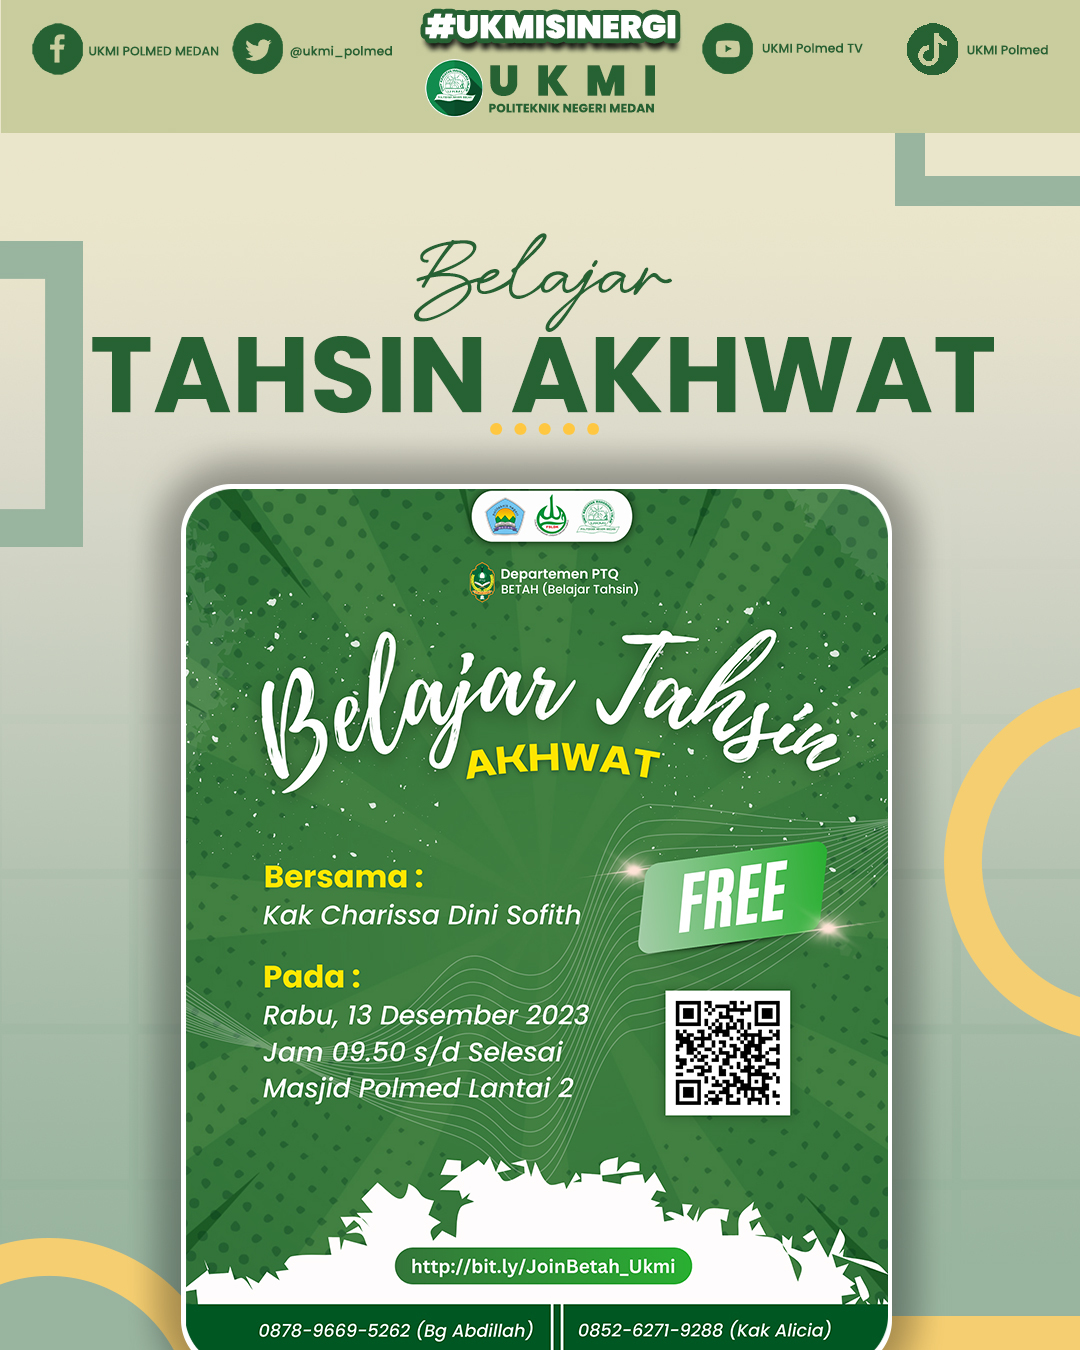 #UKMISINERGI
UKMI POLMED MEDAN
@ukmi_polmed
UKMI Polmed TV
UKMI Polmed
UKMI
POLITEKNIK NEGERI MEDAN
Belajar
TAHSIN AKHWAT
Departemen PTQ
BETAH (Belajar Tahsin)
Belajar Tahsin
AKHWAT
Bersama :
Kak Charissa Dini Sofith
FREE
Pada :
Rabu, 13 Desember 2023
Jam 09.50 s/d Selesai
Masjid Polmed Lantai 2
http://bit.ly/JoinBetah_Ukmi
0878-9669-5262 (Bg Abdillah)
0852-6271-9288 (Kak Alicia)